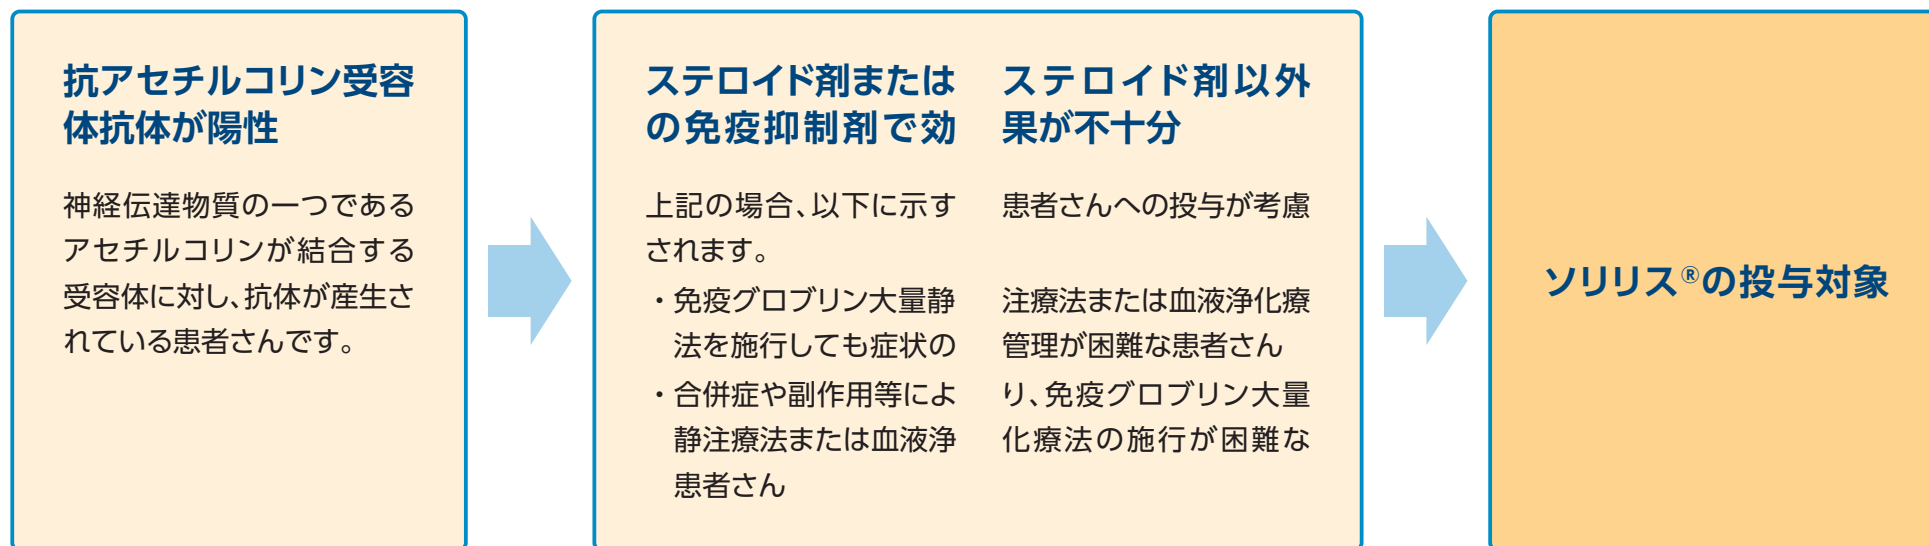 抗アセチルコリン受容
体抗体が陽性
神経伝達物質の一つである
アセチルコリンが結合する
受容体に対し、抗体が産生さ
れている患者さんです。
ステロイド剤または ステロイド剤以外
の免疫抑制剤で効 果が不十分
上記の場合、以下に示す 患者さんへの投与が考慮
されます。
・免疫グロブリン大量静 注療法または血液浄化療
法を施行しても症状の 管理が困難な患者さん
・合併症や副作用等によ り、免疫グロブリン大量
静注療法または血液浄 化療法の施行が困難な
患者さん
ソリリス®の投与対象